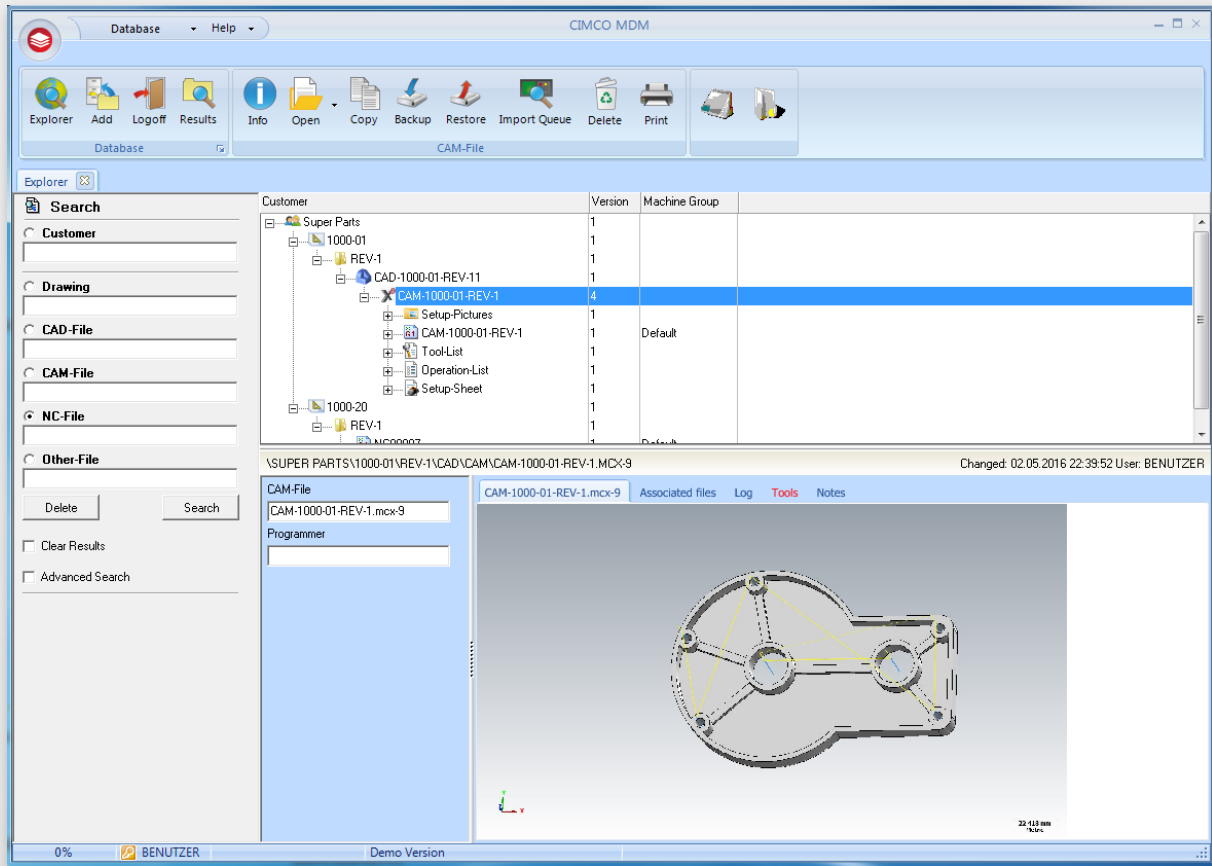 Database Help CIMCO MDM
Explorer Add Logoff Results Info Open Copy Backup Restore Import Queue Delete Print
Database CAM-File
Explorer
Search
Customer
Drawing
CAD-File
CAM-File
NC-File
Other-File
Delete Search
Clear Results
Advanced Search
Customer Version Machine Group
Super Parts 1
1000-01 1
REV-1 1
CAD-1000-01-REV-11 1
CAM-1000-01-REV-1 4
Setup-Pictures 1
CAM-1000-01-REV-1 1 Default
Tool-List 1
Operation-List 1
Setup-Sheet 1
1000-20 1
REV-1 1
NC00007 1 Default
\SUPER PARTS\1000-01\REV-1\CAD\CAM\CAM-1000-01-REV-1.MCX-9 Changed: 02.05.2016 22:39:52 User: BENUTZER
CAM-File
CAM-1000-01-REV-1.mcx-9
Programmer
CAM-1000-01-REV-1.mcx-9 Associated files Log Tools Notes
22.418 mm
Metric
0% BENUTZER Demo Version